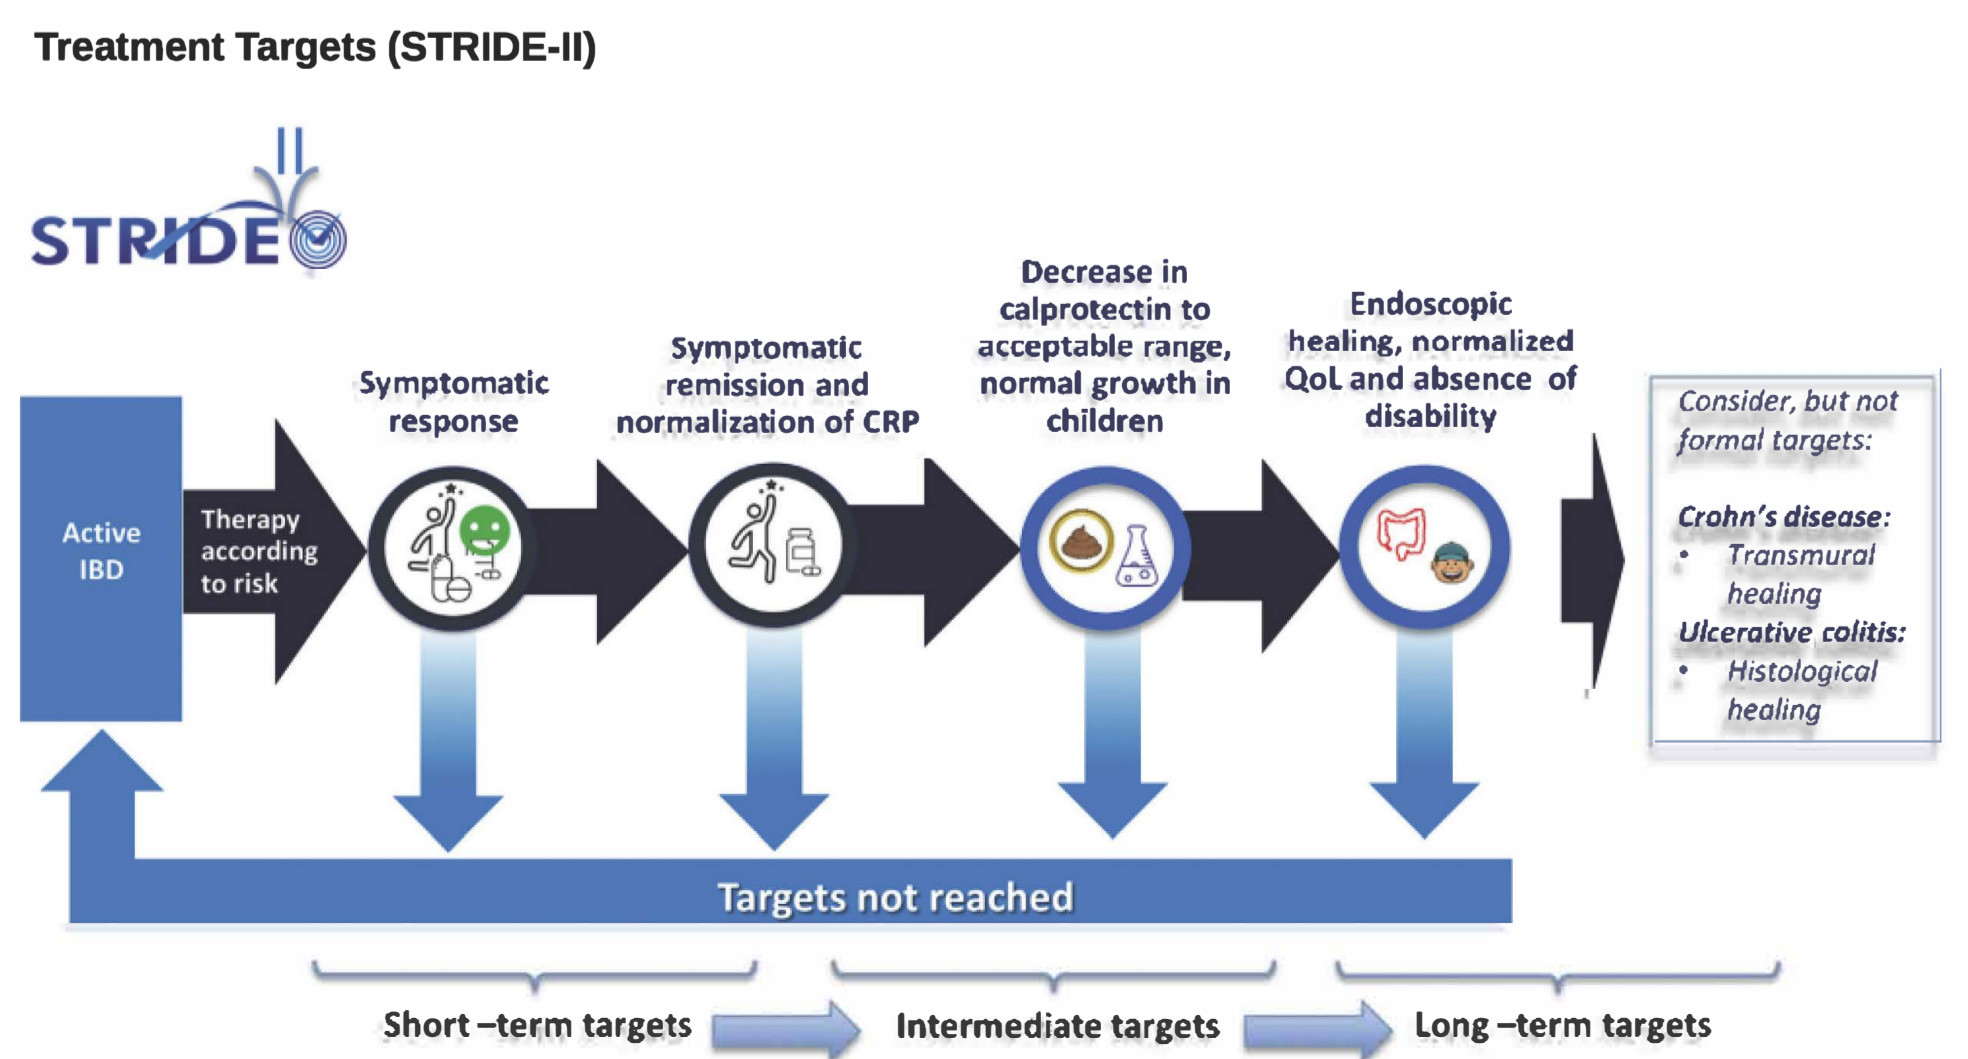 Treatment Targets (STRIDE-II)
II
STRIDE
Active
IBD
Therapy
according
to risk
Symptomatic
response
Symptomatic
remission and
normalization of CRP
Decrease in
calprotectin to
acceptable range,
normal growth in
children
Endoscopic
healing, normalized
QoL and absence of
disability
Consider, but not
formal targets:
Crohn's disease:
• Transmural
healing
Ulcerative colitis:
• Histological
healing
Targets not reached
Short –term targets
Intermediate targets
Long –term targets